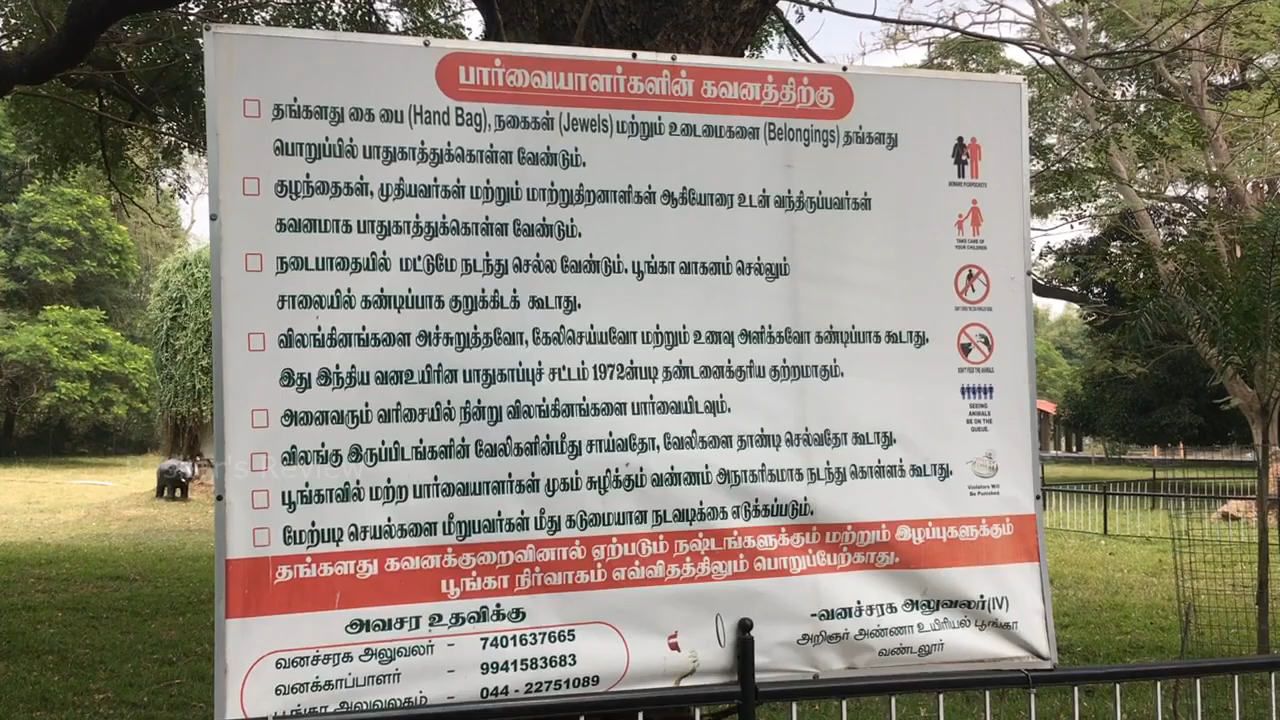 பார்வையாளர்களின் கவனத்திற்கு
தங்களது கை பை (Hand Bag), நகைகள் (Jewels) மற்றும் உடைமைகளை (Belongings) தங்களது
பொறுப்பில் பாதுகாத்துக்கொள்ள வேண்டும்.
குழந்தைகள், முதியவர்கள் மற்றும் மாற்றுதிறனாளிகள் ஆகியோரை உடன் வந்திருப்பவர்கள்
கவனமாக பாதுகாத்துக்கொள்ள வேண்டும்.
நடைபாதையில் மட்டுமே நடந்து செல்ல வேண்டும். பூங்கா வாகனம் செல்லும்
சாலையில் கண்டிப்பாக குறுக்கிடக் கூடாது.
விலங்கினங்களை அச்சுறுத்தவோ, கேலிசெய்யவோ மற்றும் உணவு அளிக்கவோ கண்டிப்பாக கூடாது.
இது இந்திய வனஉயிரின பாதுகாப்புச் சட்டம் 1972ன்படி தண்டனைக்குரிய குற்றமாகும்.
அனைவரும் வரிசையில் நின்று விலங்கினங்களை பார்வையிடவும்.
விலங்கு இருப்பிடங்களின் வேலிகளின்மீது சாய்வதோ, வேலிகளை தாண்டி செல்வதோ கூடாது.
பூங்காவில் மற்ற பார்வையாளர்கள் முகம் சுழிக்கும் வண்ணம் அநாகரிகமாக நடந்து கொள்ளக் கூடாது.
மேற்படி செயல்களை மீறுபவர்கள் மீது கடுமையான நடவடிக்கை எடுக்கப்படும்.
BEWARE PICKPOCKETS
TAKE CARE OF
YOUR CHILDREN
DON'T FEED THE ANIMALS
SEEING
ANIMALS
BE ON THE
QUEUE.
Violators Will
Be Punished
தங்களது கவனக்குறைவினால் ஏற்படும் நஷ்டங்களுக்கும் மற்றும் இழப்புகளுக்கும்
பூங்கா நிர்வாகம் எவ்விதத்திலும் பொறுப்பேற்காது.
அவசர உதவிக்கு
வனச்சரக அலுவலர் - 7401637665
வனக்காப்பாளர் - 9941583683
பூங்கா அலுவலகம் - 044 - 22751089
-வனச்சரக அலுவலர்(IV)
அறிஞர் அண்ணா உயிரியல் பூங்கா
வண்டலூர்